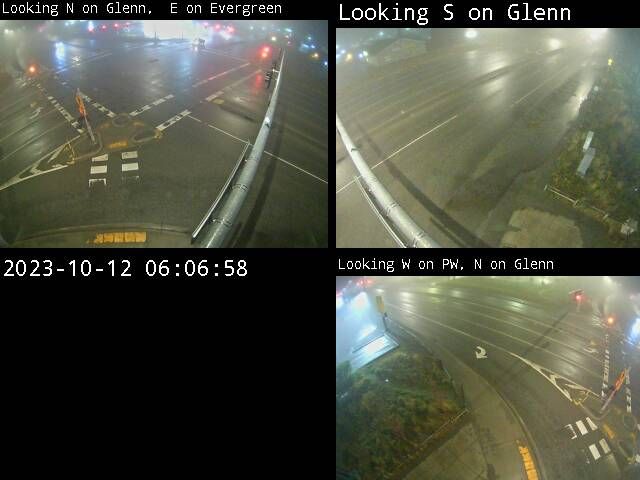 Looking N on Glenn,  E on Evergreen
Looking S on Glenn
2023-10-12 06:06:58
Looking W on PW, N on Glenn